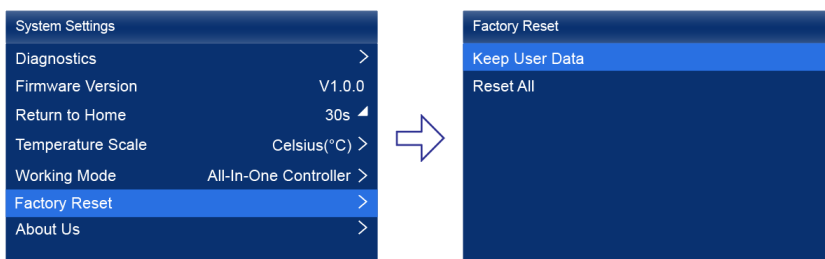 System Settings
Diagnostics >
Firmware Version V1.0.0
Return to Home 30s
Temperature Scale Celsius(°C) >
Working Mode All-In-One Controller >
Factory Reset >
About Us >
Factory Reset
Keep User Data
Reset All